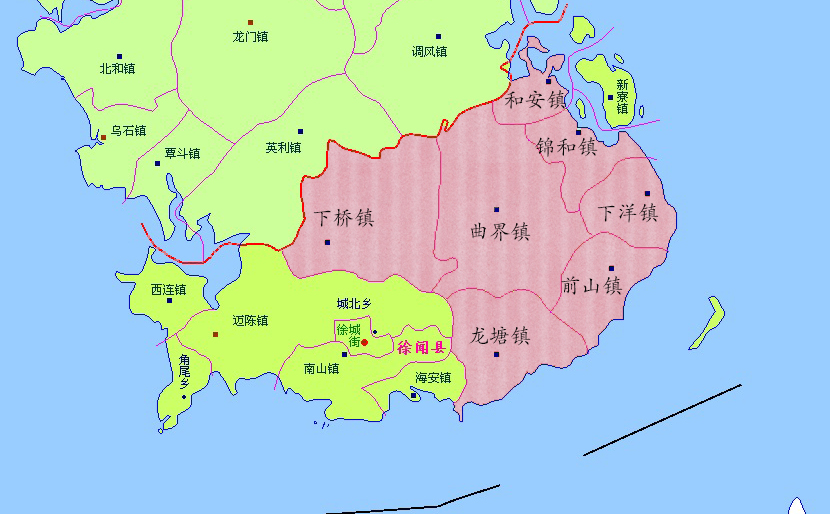 龙门镇
调风镇
北和镇
新
寮
镇
和安镇
乌石镇
英利镇
锦和镇
覃斗镇
下桥镇
下洋镇
曲界镇
西连镇
前山镇
城北乡
迈陈镇
徐城
街
龙塘镇
徐闻县
角
尾
乡
南山镇
海安镇